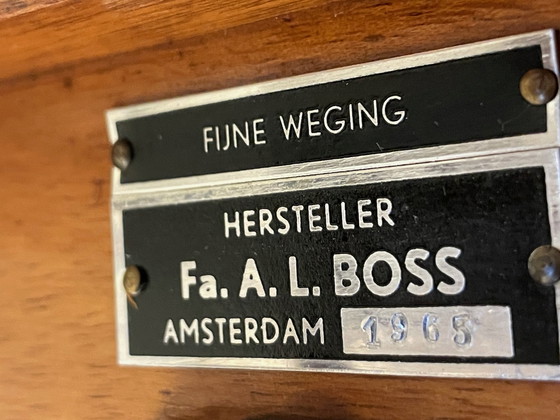 FIJNE WEGING
HERSTELLER
Fa. A. L. BOSS
AMSTERDAM 1965